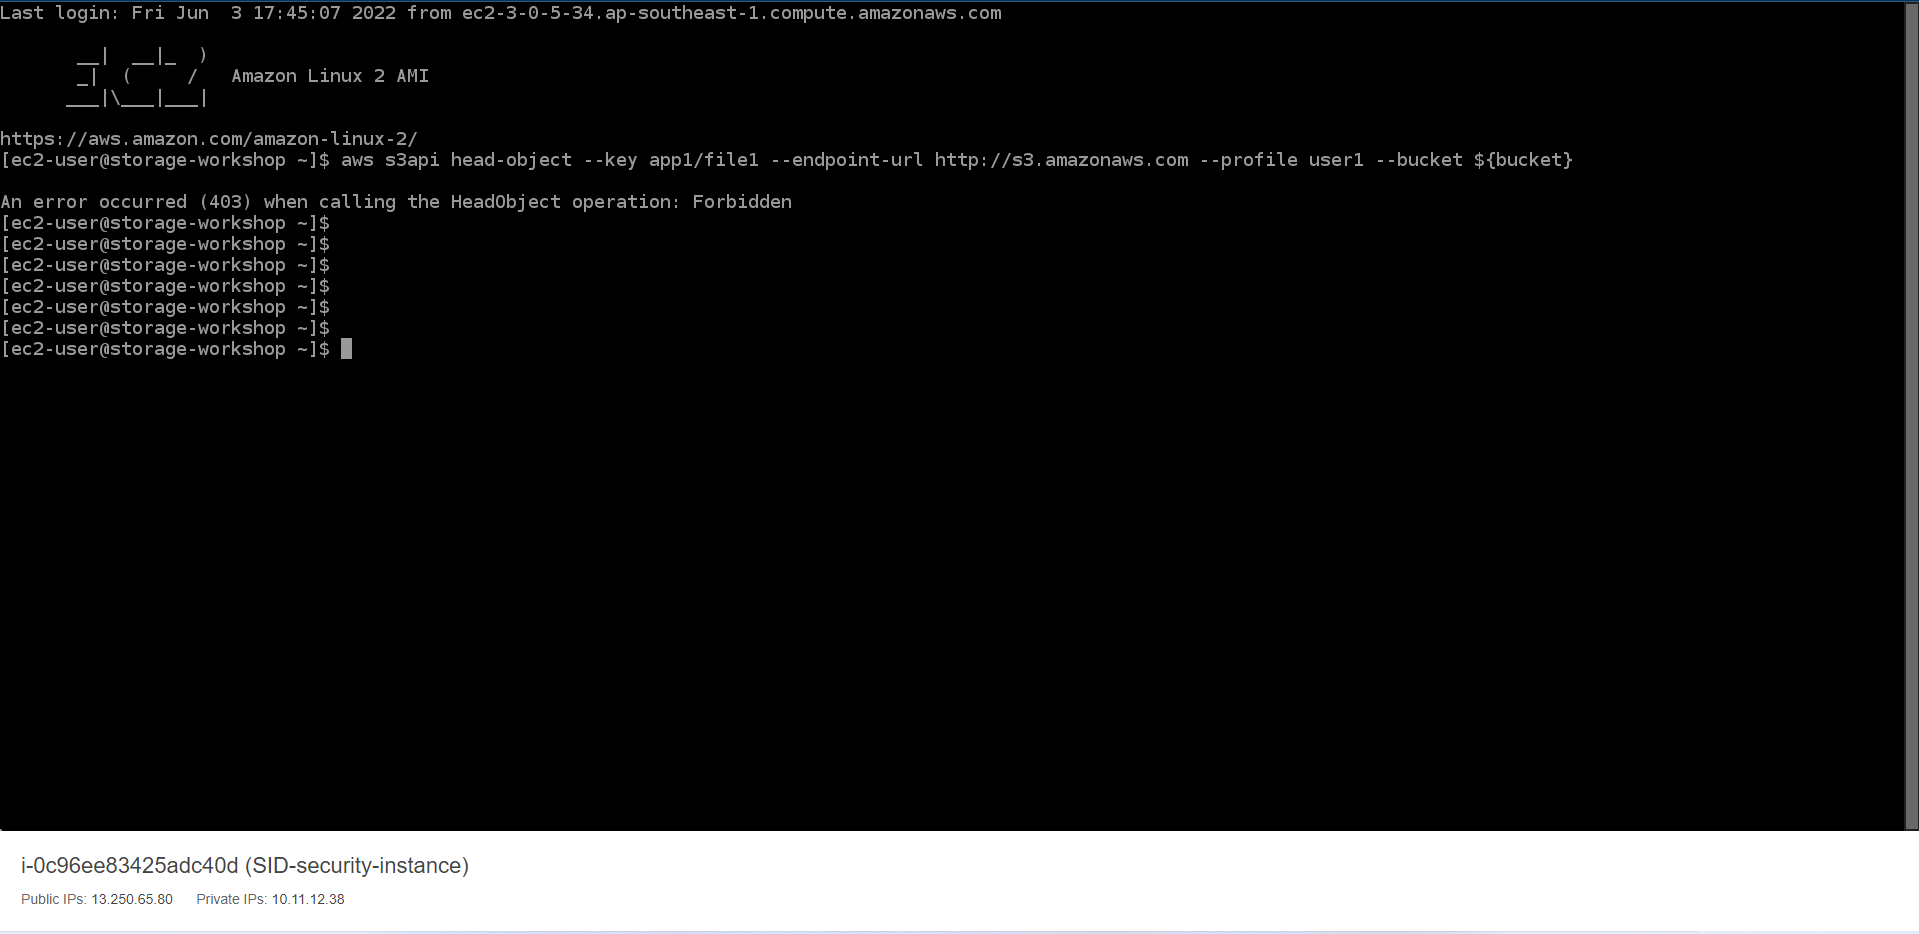 Last login: Fri Jun  3 17:45:07 2022 from ec2-3-0-5-34.ap-southeast-1.compute.amazonaws.com
       __|  __|_  )
       _|  (     /   Amazon Linux 2 AMI
      ___|\___|___|
https://aws.amazon.com/amazon-linux-2/
[ec2-user@storage-workshop ~]$ aws s3api head-object --key app1/file1 --endpoint-url http://s3.amazonaws.com --profile user1 --bucket ${bucket}
An error occurred (403) when calling the HeadObject operation: Forbidden
[ec2-user@storage-workshop ~]$
[ec2-user@storage-workshop ~]$
[ec2-user@storage-workshop ~]$
[ec2-user@storage-workshop ~]$
[ec2-user@storage-workshop ~]$
[ec2-user@storage-workshop ~]$
[ec2-user@storage-workshop ~]$
i-0c96ee83425adc40d (SID-security-instance)
Public IPs: 13.250.65.80 Private IPs: 10.11.12.38